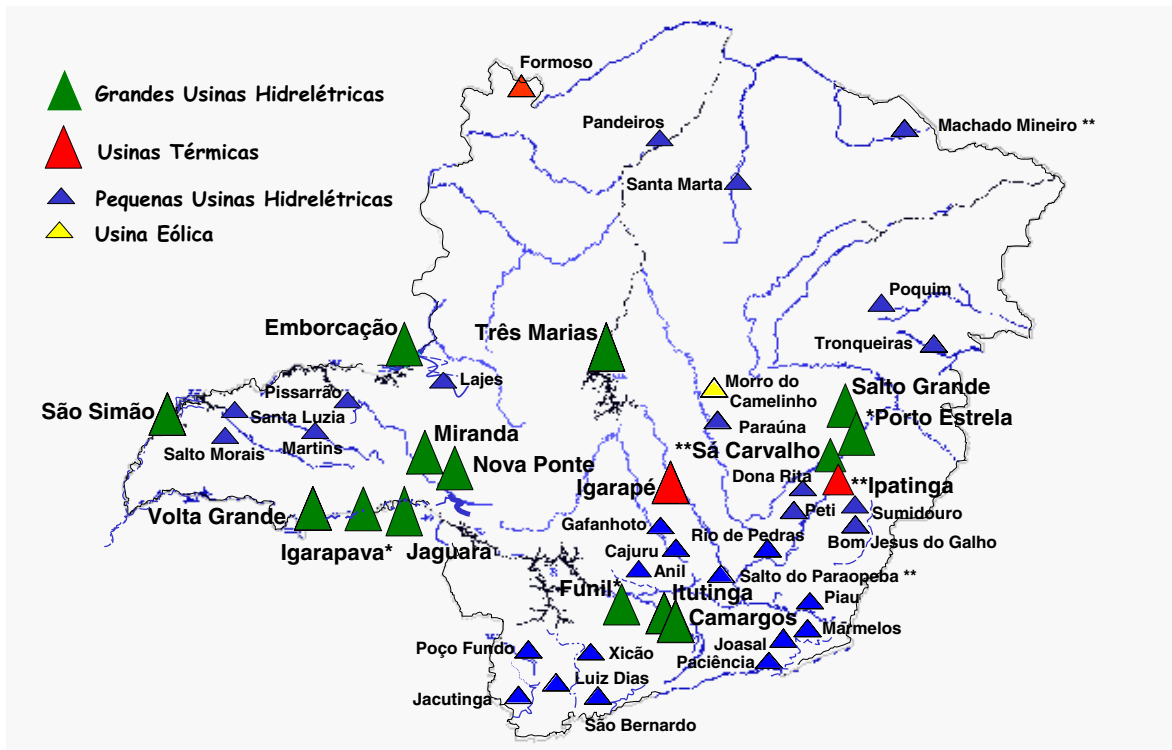 Formoso
Grandes Usinas Hidrelétricas
Pandeiros
Machado Mineiro **
Usinas Térmicas
Santa Marta
Pequenas Usinas Hidrelétricas
Usina Eólica
Poquim
Emborcação
Três Marias
Tronqueiras
Lajes
Pissarrão
Morro do
Camelinho
Salto Grande
São Simão
Santa Luzia
*Porto Estrela
Paraúna
Miranda
Martins
Salto Morais
**Sá Carvalho
Nova Ponte
Dona Rita
Igarapé
**Ipatinga
Volta Grande
Peti
Sumidouro
Gafanhoto
Rio de Pedras
Bom Jesus do Galho
Igarapava*
Jaguara
Cajuru
Anil
Salto do Paraopeba **
Funil*
Itutinga
Piau
Camargos
Marmelos
Joasal
Poço Fundo
Xicão
Paciência
Luiz Dias
Jacutinga
São Bernardo